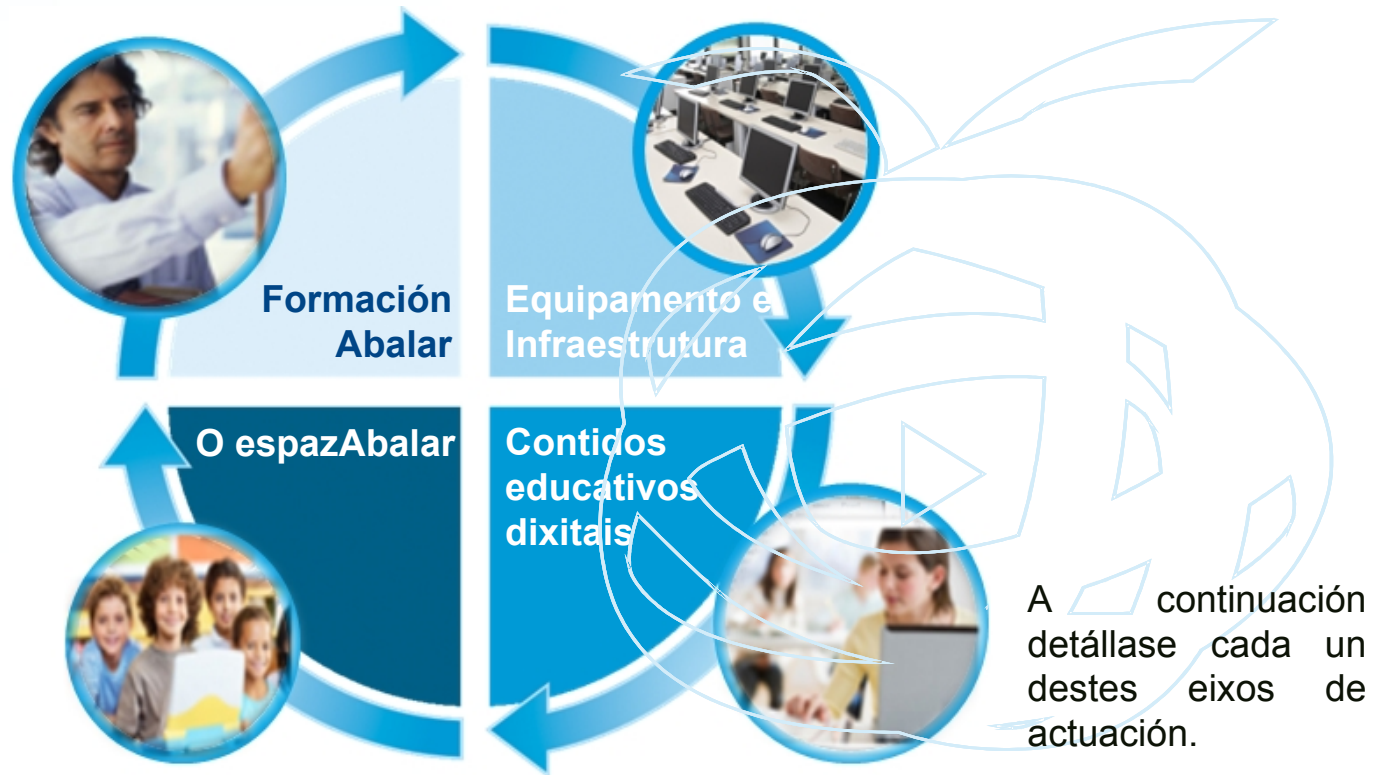 Formación
Abalar
Equipamento e
Infraestrutura
O espazAbalar
Contidos
educativos
dixitais
A continuación
detállase cada un
destes eixos de
actuación.